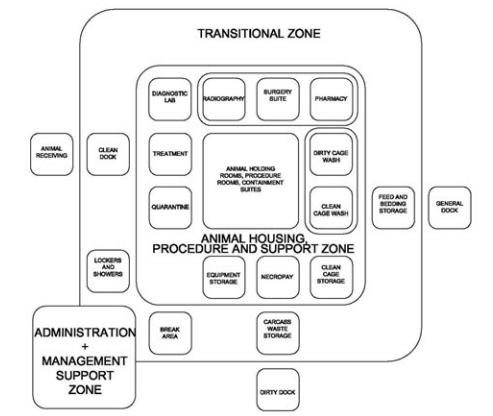 TRANSITIONAL ZONE
DIAGNOSTIC
LAB
RADIOGRAPHY
SURGERY
SUITE
PHARMACY
ANIMAL
RECEIVING
CLEAN
DOCK
TREATMENT
ANIMAL HOLDING
ROOMS, PROCEDURE
ROOMS, CONTAINMENT
SUITES
DIRTY CAGE
WASH
QUARANTINE
CLEAN
CAGE WASH
FEED AND
BEDDING
STORAGE
GENERAL
DOCK
ANIMAL HOUSING,
PROCEDURE AND SUPPORT ZONE
LOCKERS
AND
SHOWERS
EQUIPMENT
STORAGE
NECROPAY
CLEAN
CAGE
STORAGE
ADMINISTRATION
+
MANAGEMENT
SUPPORT
ZONE
BREAK
AREA
CARCASS
WASTE
STORAGE
DIRTY DOCK